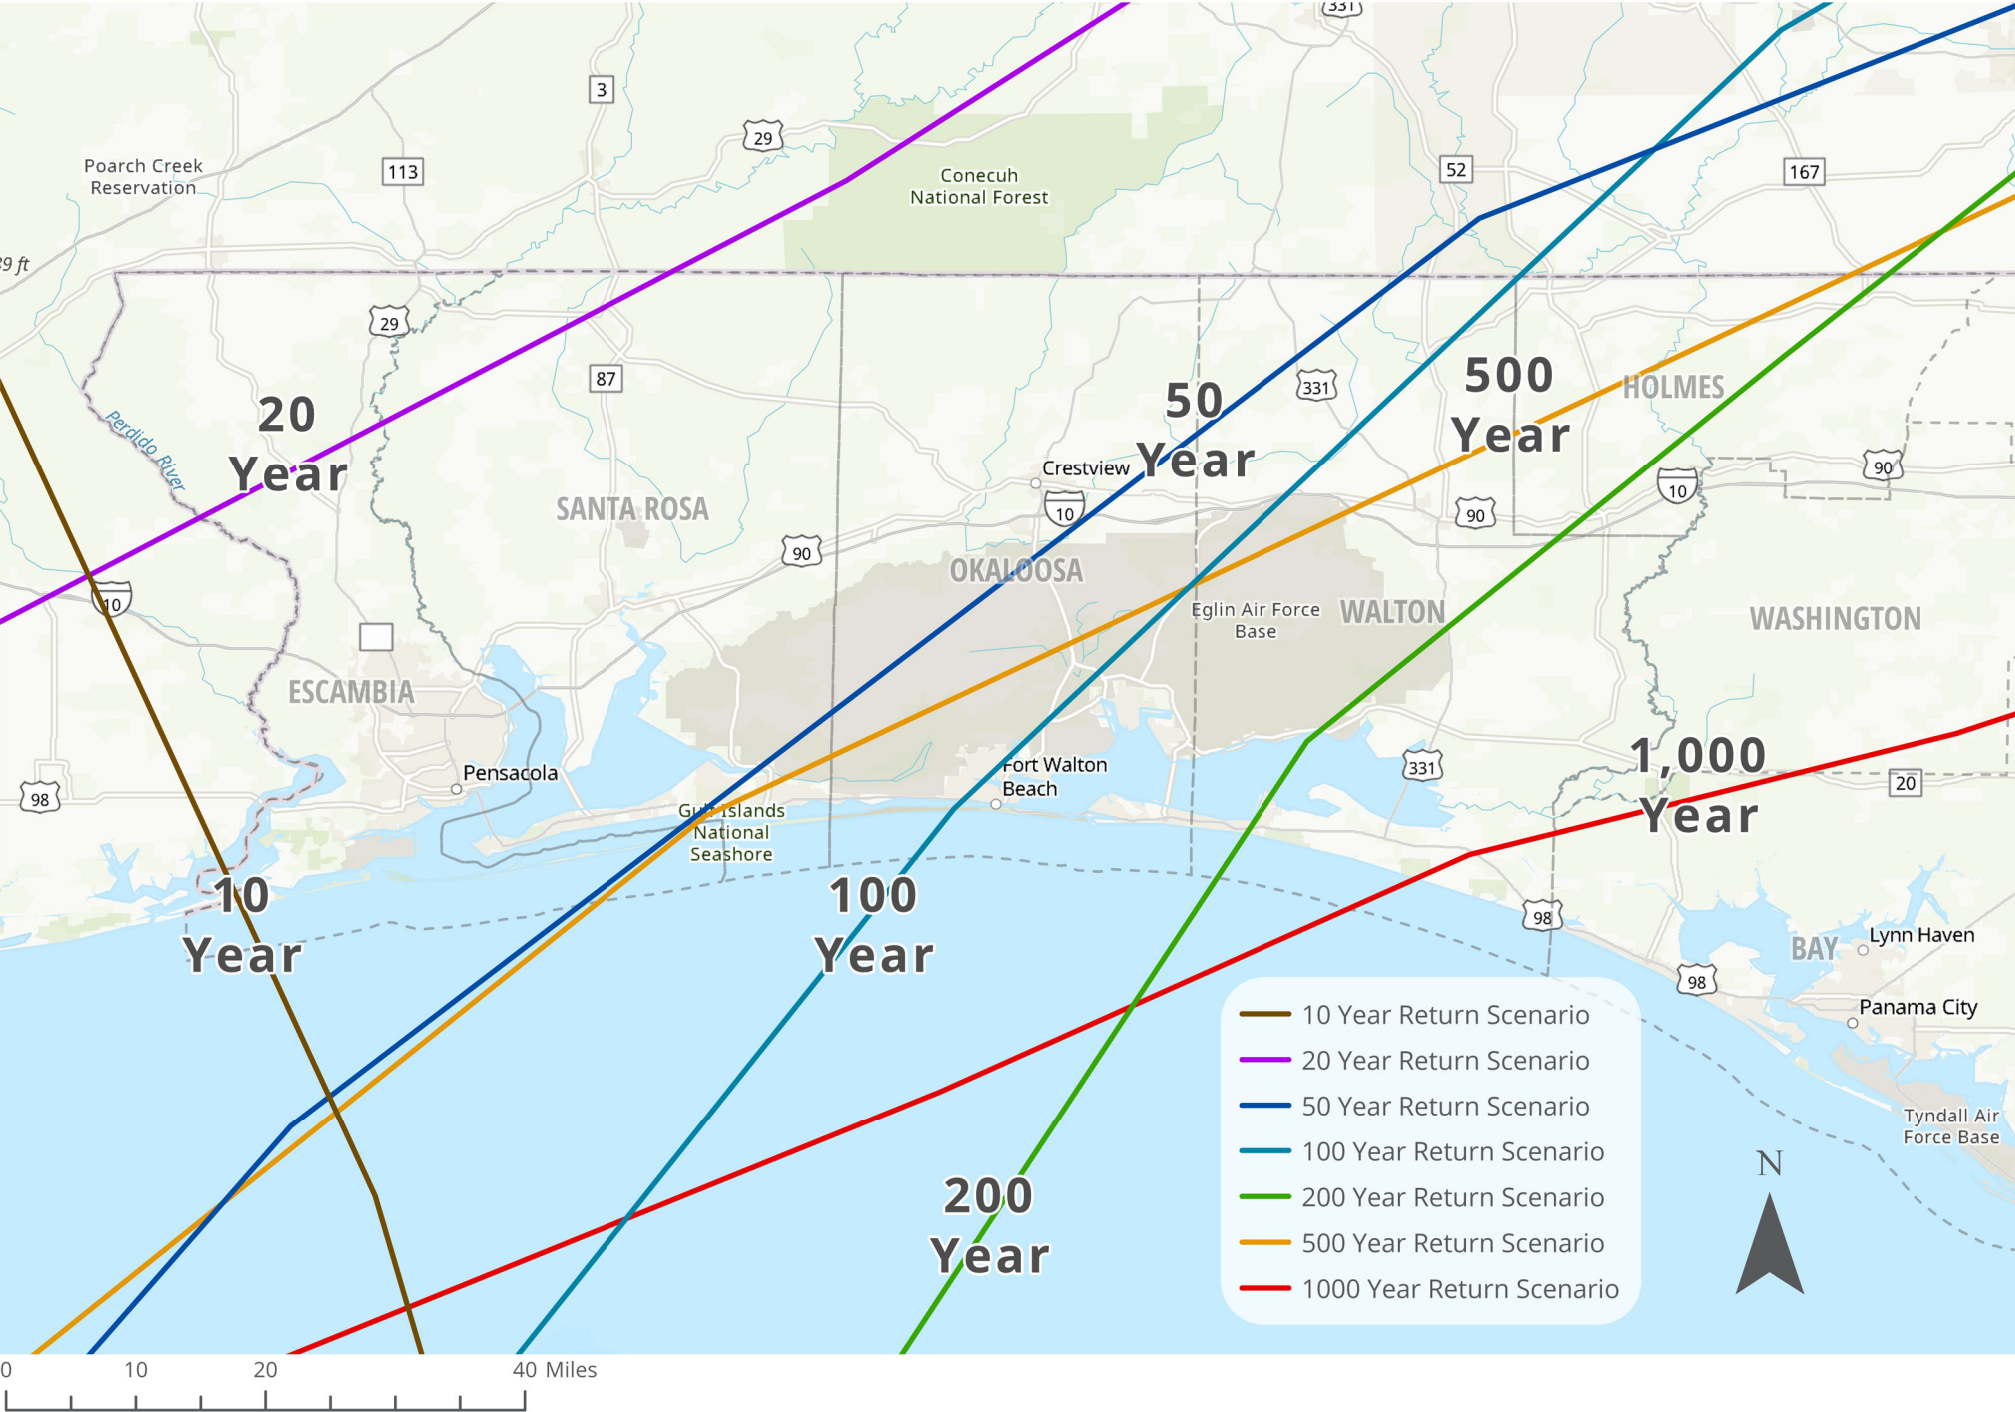 331
3
29
Poarch Creek
Reservation
113
Conecuh
National Forest
52
167
39 ft
29
87
20
Year
Perdido River
50
Year
331
500
Year
HOLMES
Crestview
SANTA ROSA
10
90
90
10
90
OKALOOSA
10
Eglin Air Force
Base
WALTON
WASHINGTON
ESCAMBIA
98
Pensacola
Fort Walton
Beach
331
1,000
Year
20
Gulf Islands
National
Seashore
10
Year
100
Year
98
BAY
Lynn Haven
98
Panama City
10 Year Return Scenario
20 Year Return Scenario
50 Year Return Scenario
100 Year Return Scenario
200 Year Return Scenario
500 Year Return Scenario
1000 Year Return Scenario
Tyndall Air
Force Base
N
200
Year
0 10 20 40 Miles